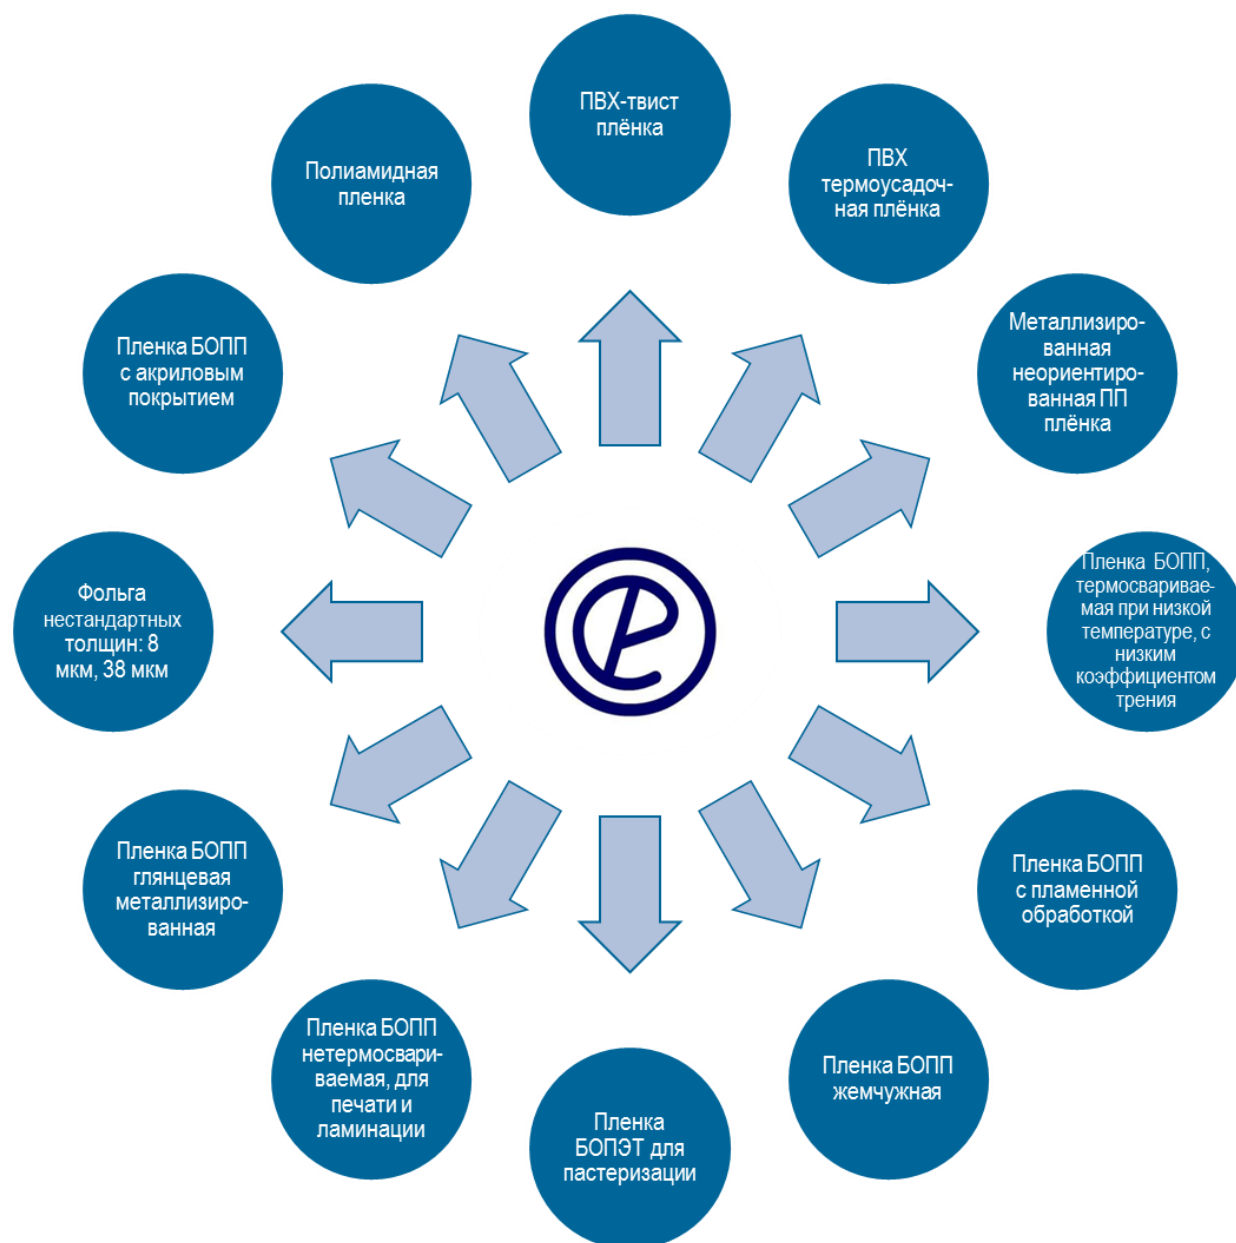 ПВХ-твист
плёнка
ПВХ
термоусадоч-
ная плёнка
Металлизиро-
ванная
неориентиро-
ванная ПП
плёнка
Пленка БОПП,
термосваривае-
мая при низкой
температуре, с
низким
коэффициентом
трения
Пленка БОПП
с пламенной
обработкой
Пленка БОПП
жемчужная
Пленка
БОПЭТ для
пастеризации
Пленка БОПП
нетермосвари-
ваемая, для
печати и
ламинации
Пленка БОПП
глянцевая
металлизиро-
ванная
Фольга
нестандартных
толщин: 8
мкм, 38 мкм
Пленка БОПП
с акриловым
покрытием
Полиамидная
пленка